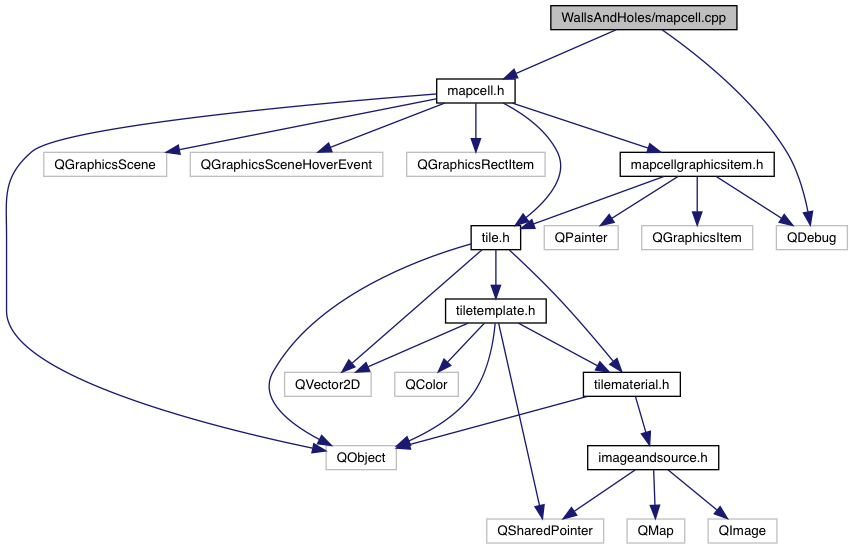 WallsAndHoles/mapcell.cpp
mapcell.h
QGraphicsScene
QGraphicsSceneHoverEvent
QGraphicsRectItem
mapcellgraphicsitem.h
tile.h
QPainter
QGraphicsItem
QDebug
tiletemplate.h
QVector2D
QColor
tilematerial.h
QObject
imageandsource.h
QSharedPointer
QMap
QImage